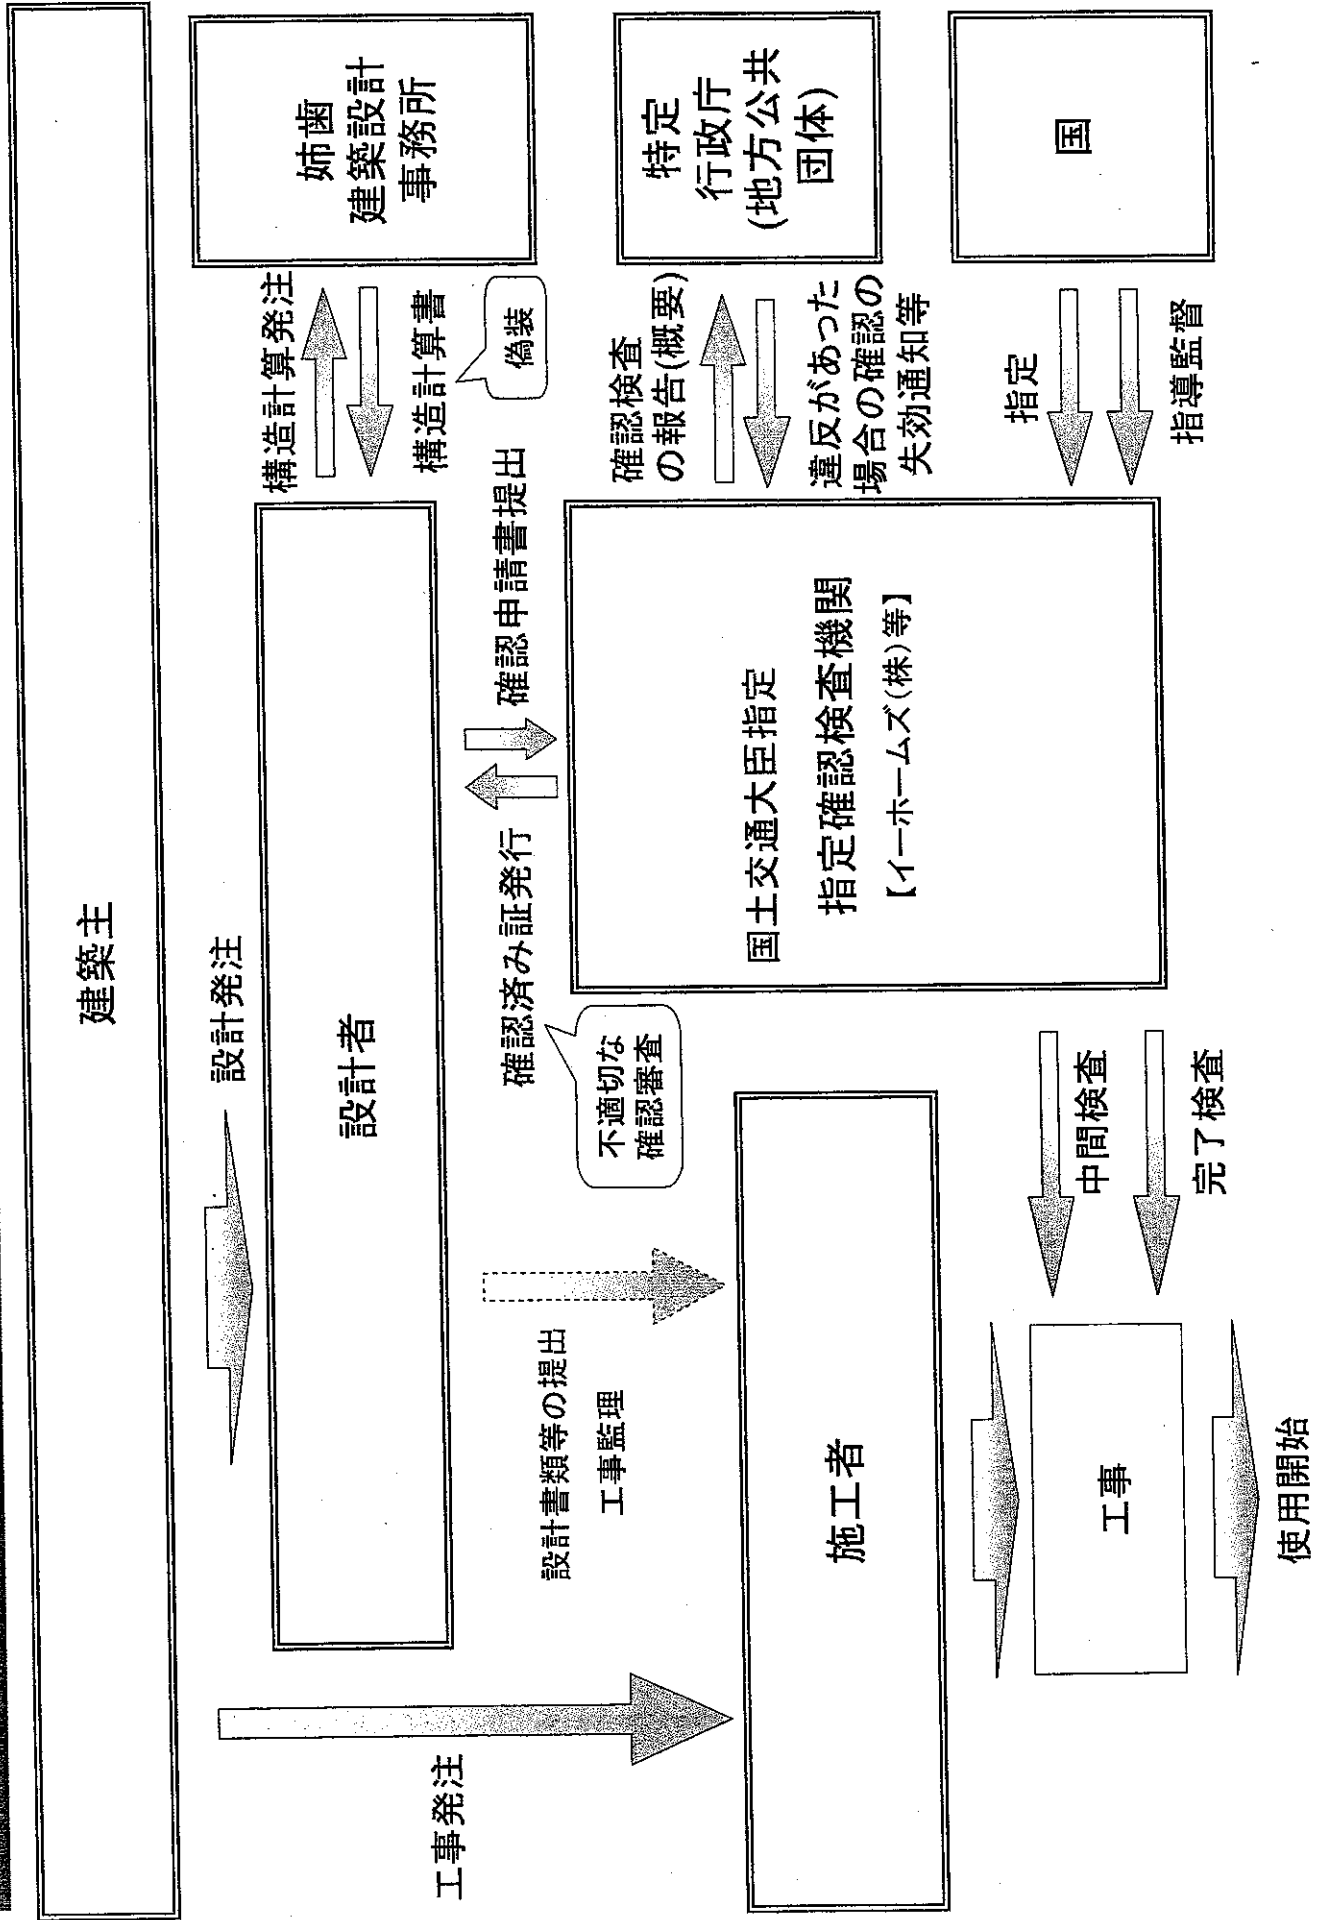 建築主
設計発注
工事発注
設計者
構造計算発注
構造計算書
偽装
姉歯
建築設計
事務所
設計書類等の提出
工事監理
確認済み証発行
不適切な
確認審査
確認申請書提出
国土交通大臣指定
指定確認検査機関
【イーホームズ(株)等】
確認検査
の報告(概要)
違反があった
場合の確認の
失効通知等
特定
行政庁
(地方公共
団体)
指定
指導監督
国
施工者
中間検査
完了検査
工事
使用開始